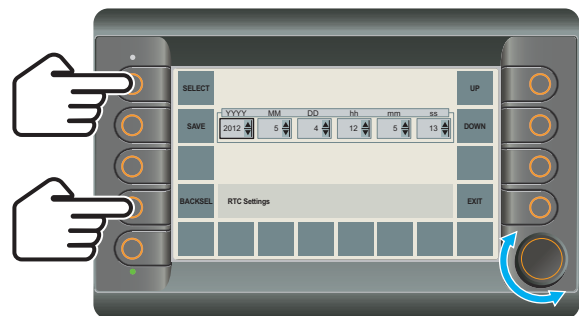 SELECT
UP
YYYY MM DD hh mm ss
SAVE
2012 5 4 12 5 13
DOWN
BACKSEL
RTC Settings
EXIT